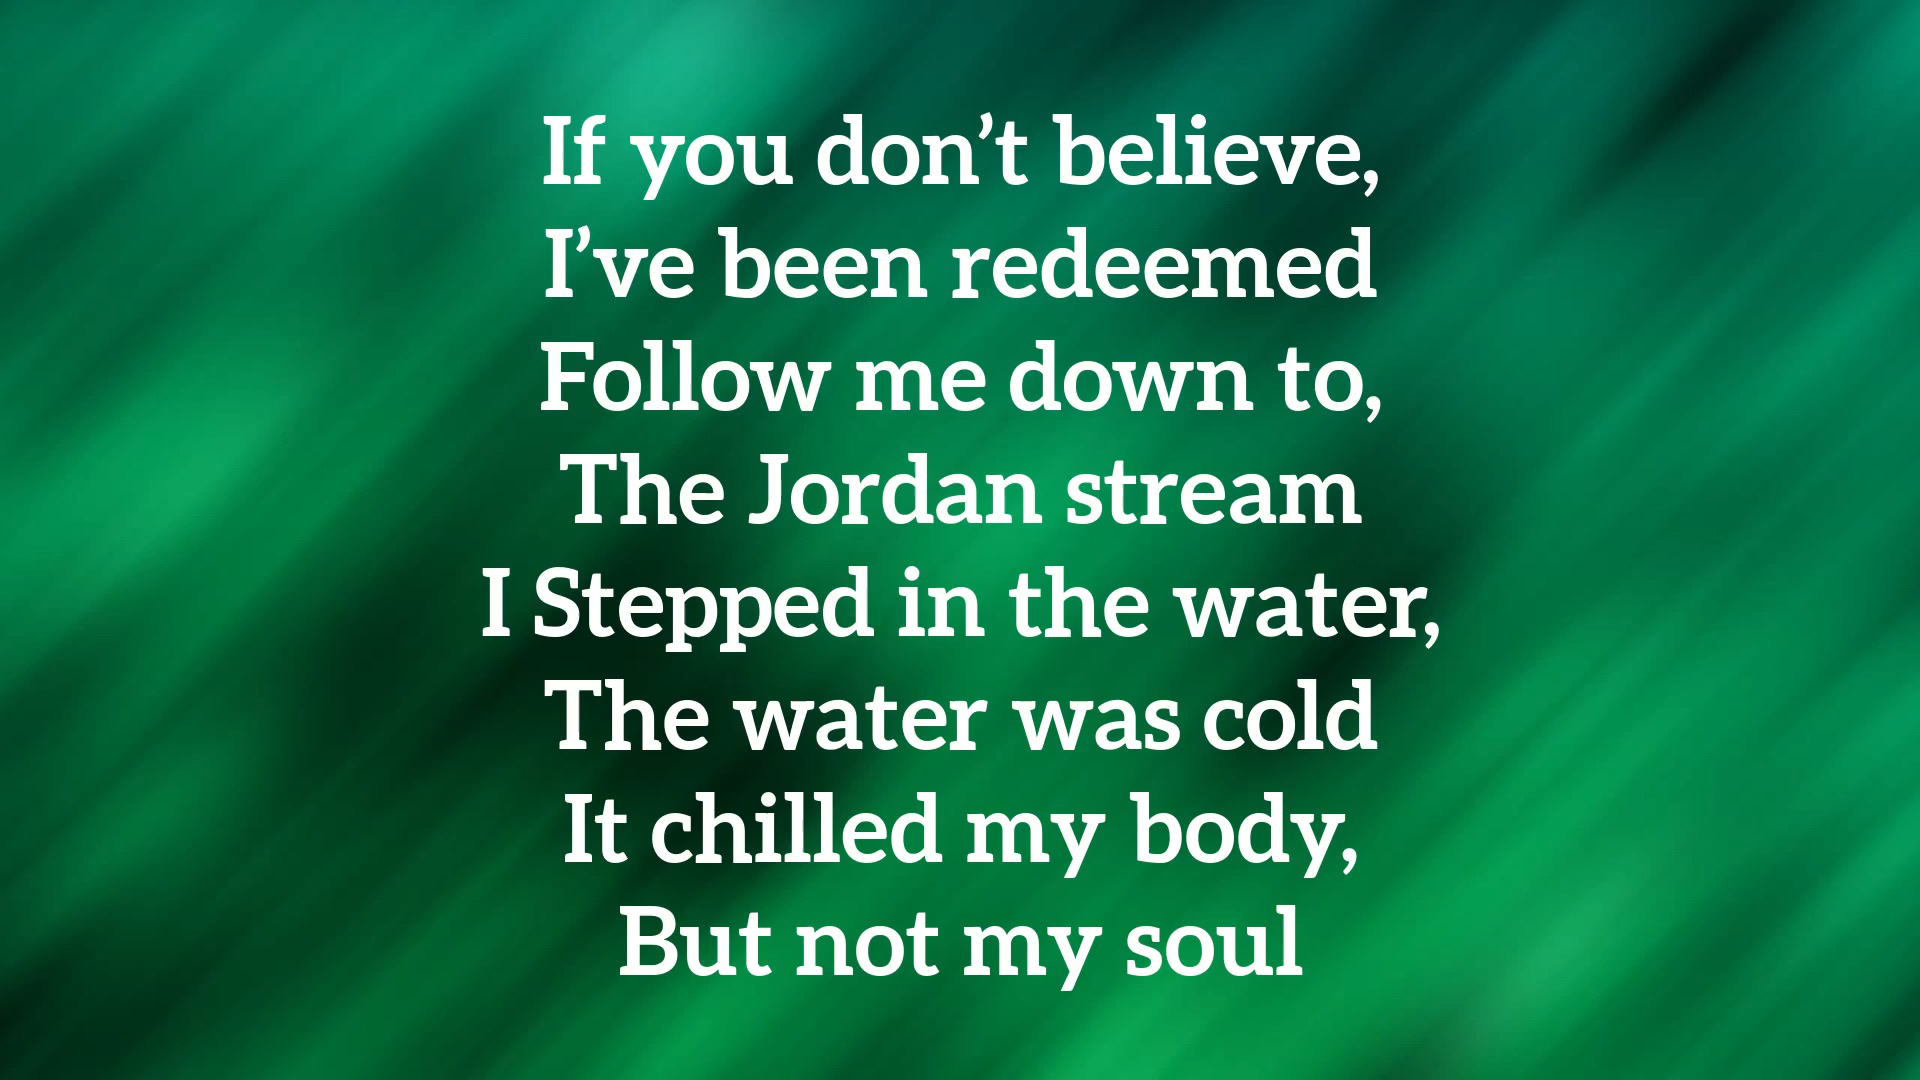 If you don’t believe,
I’ve been redeemed
Follow me down to,
The Jordan stream
I Stepped in the water,
The water was cold
It chilled my body,
But not my soul